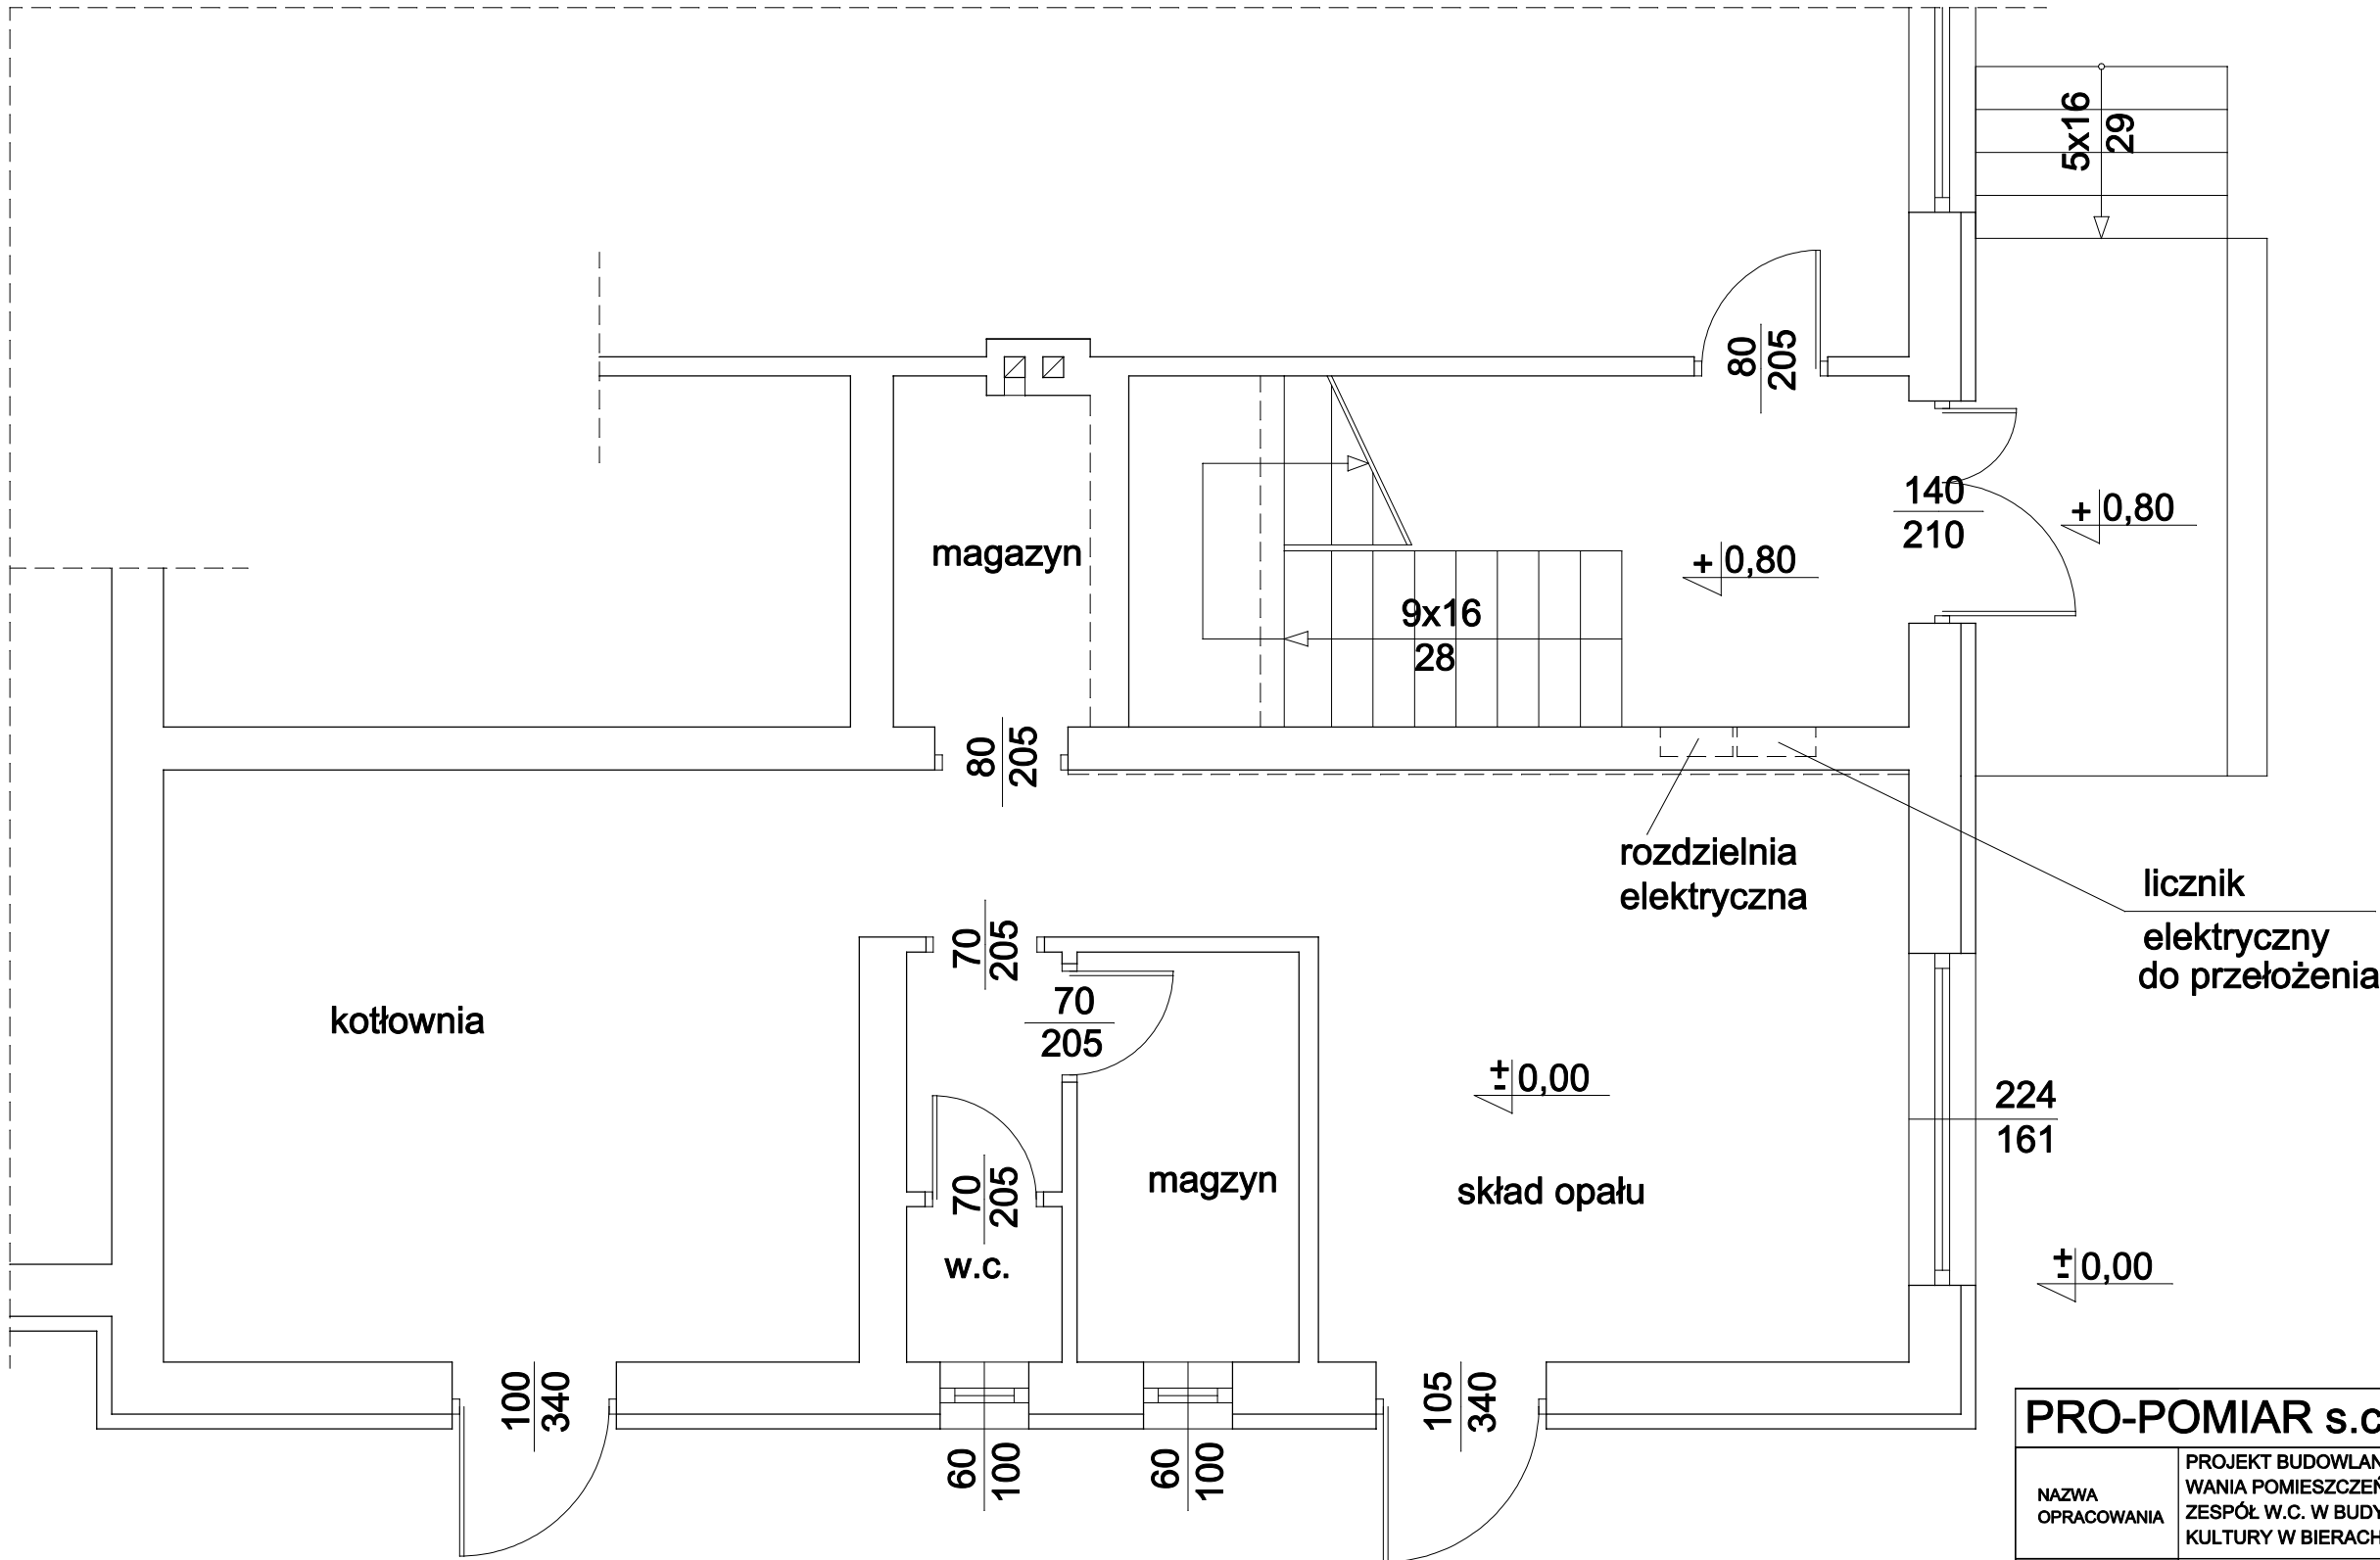 5x16
29
80
205
140
210
+ 0,80
+ 0,80
magazyn
9x16
28
80
205
rozdzielnia
elektryczna
licznik
elektryczny
do przełożenia
70
205
70
205
kotłownia
± 0,00
224
161
70
205
magzyn
skład opału
w.c.
± 0,00
100
340
60
100
60
100
105
340
PRO-POMIAR s.c
NAZWA
OPRACOWANIA
PROJEKT BUDOWLAN
WANIA POMIESZCZEŃ
ZESPÓŁ W.C. W BUDY
KULTURY W BIERACH